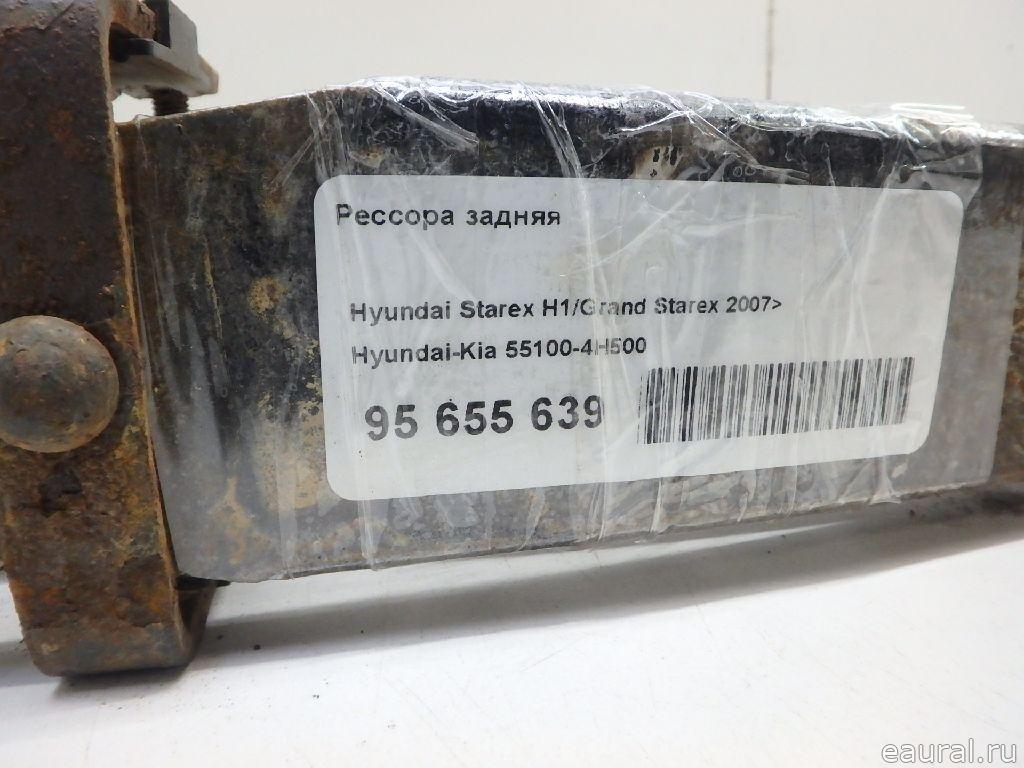 Рессора задняя
Hyundai Starex H1/Grand Starex 2007>
Hyundai-Kia 55100-4H500
95 655 639
eaural.ru